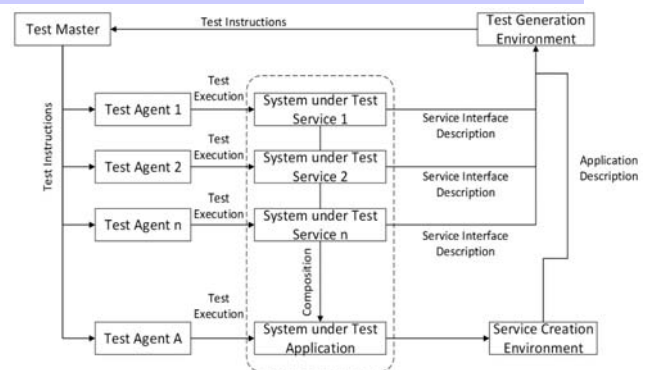 Test Master
Test Instructions
Test Generation
Environment
Test Instructions
Test
Execution
Test Agent 1
System under Test
Service 1
Service Interface
Description
Test
Execution
Test Agent 2
System under Test
Service 2
Service Interface
Description
Application
Description
Test
Execution
Test Agent n
System under Test
Service n
Service Interface
Description
Composition
Test
Execution
Test Agent A
System under Test
Application
Service Creation
Environment